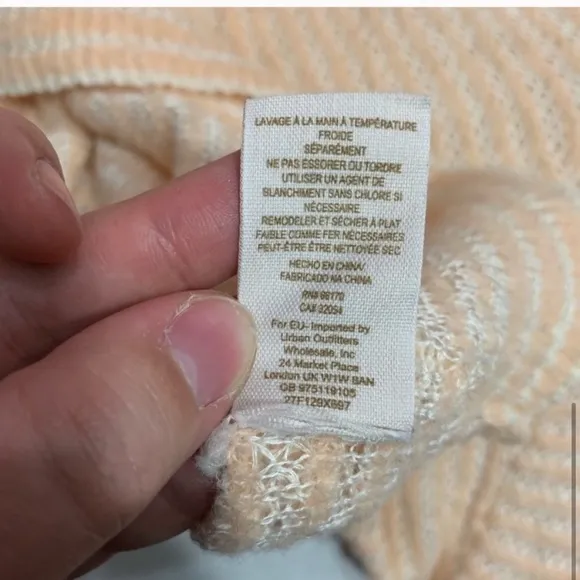 LAVAGE À LA MAIN À TEMPÉRATURE
FROIDE
SÉPARÉMENT
NE PAS ESSORER OU TORDRE
UTILISER UN AGENT DE
BLANCHIMENT SANS CHLORE SI
NÉCESSAIRE
REMODELER ET SÉCHER À PLAT
FAIBLE COMME FER NÉCESSAIRES
PEUT-ÊTRE ÊTRE NETTOYÉE SEC
HECHO EN CHINA/
FABRICADO NA CHINA
RN# 66170
CA# 32054
For EU- Imported by
Urban Outfitters
Wholesale, Inc
24 Market Place
London UK W1W 8AN
GB 975119105